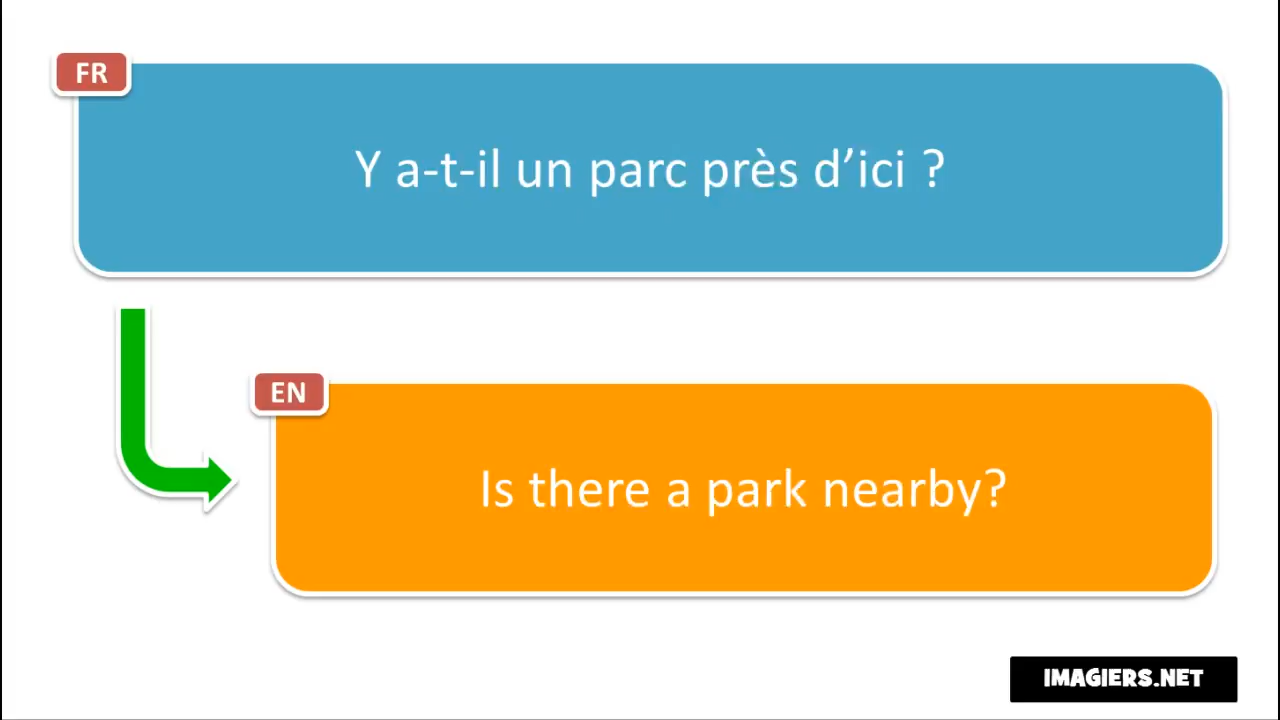 FR
Y a-t-il un parc près d’ici ?
EN
Is there a park nearby?
IMAGIERS.NET